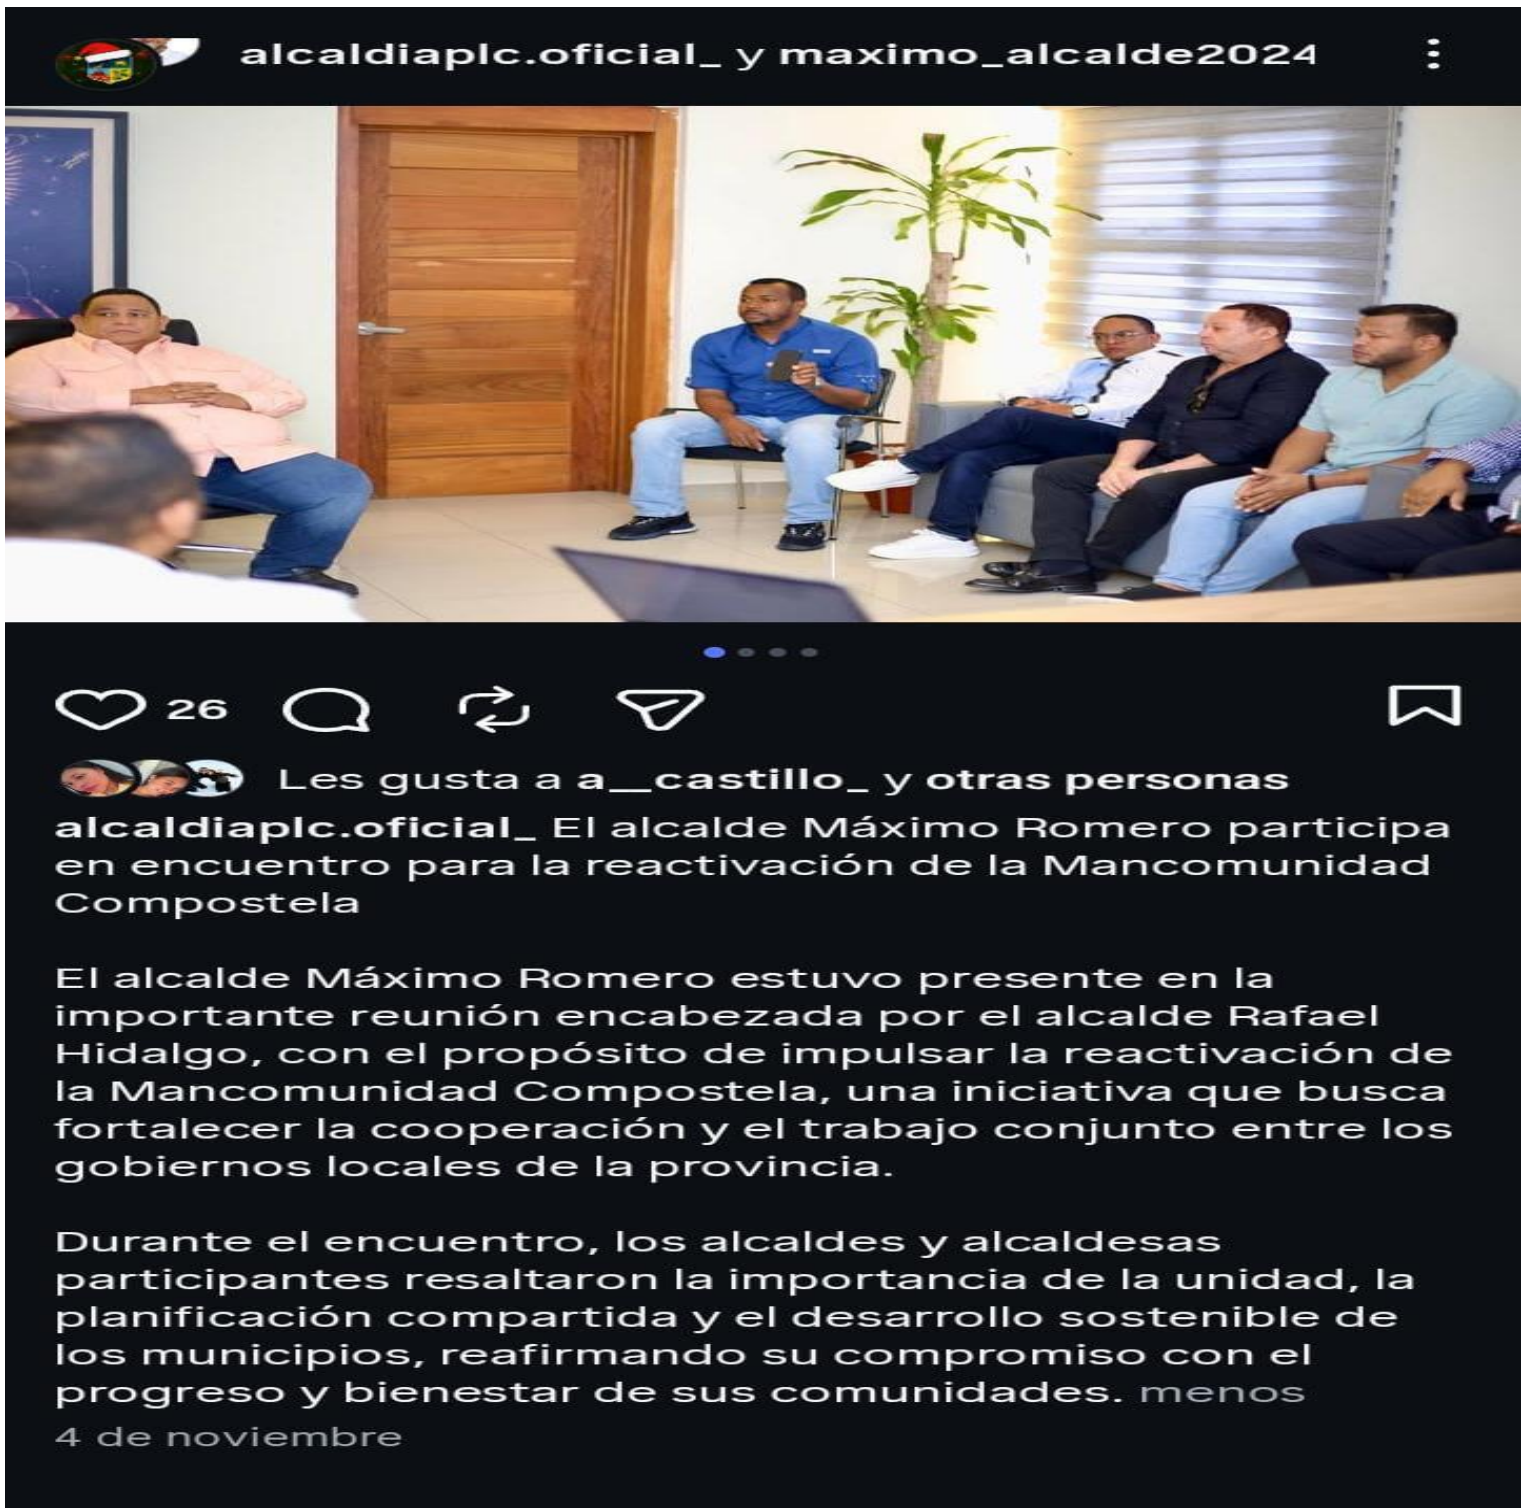 alcaldiaplc.oficial_ y maximo_alcalde2024
26
Les gusta a a__castillo_ y otras personas
alcaldiaplc.oficial_ El alcalde Máximo Romero participa
en encuentro para la reactivación de la Mancomunidad
Compostela
El alcalde Máximo Romero estuvo presente en la
importante reunión encabezada por el alcalde Rafael
Hidalgo, con el propósito de impulsar la reactivación de
la Mancomunidad Compostela, una iniciativa que busca
fortalecer la cooperación y el trabajo conjunto entre los
gobiernos locales de la provincia.
Durante el encuentro, los alcaldes y alcaldesas
participantes resaltaron la importancia de la unidad, la
planificación compartida y el desarrollo sostenible de
los municipios, reafirmando su compromiso con el
progreso y bienestar de sus comunidades. menos
4 de noviembre